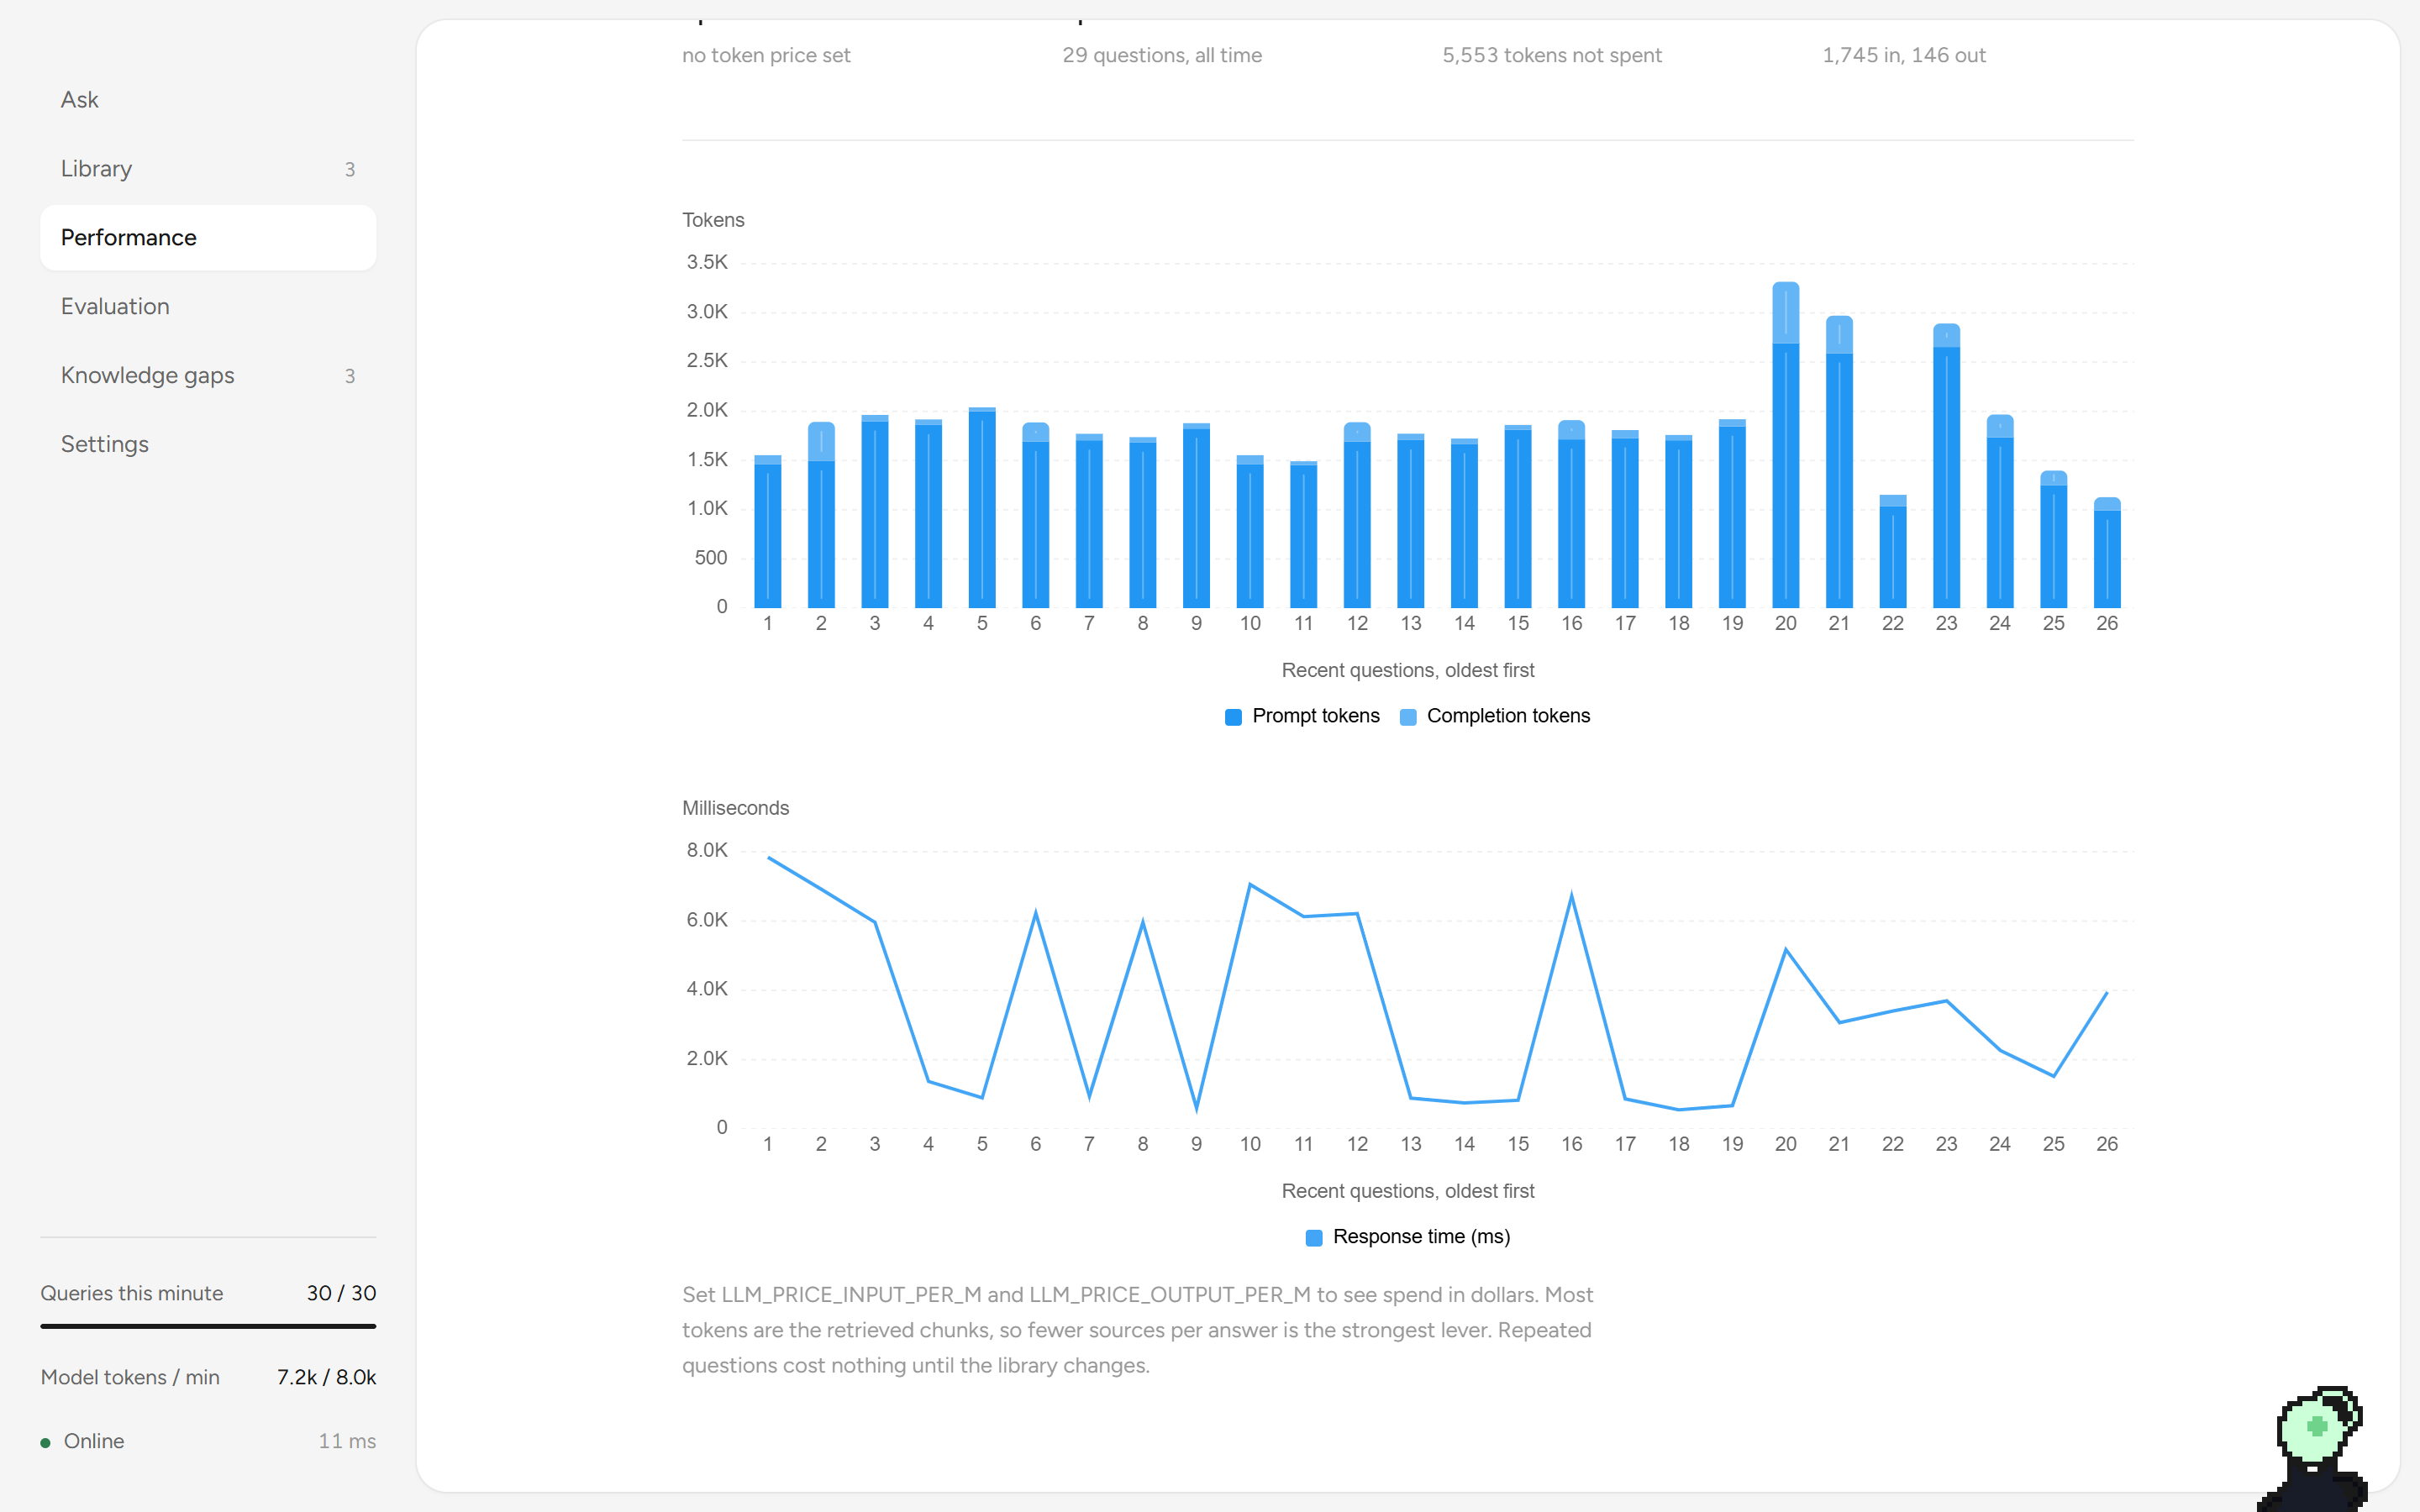 Ask
Library 3
Performance
Evaluation
Knowledge gaps 3
Settings
Queries this minute 30 / 30
Model tokens / min 7.2k / 8.0k
Online 11 ms
no token price set 29 questions, all time 5,553 tokens not spent 1,745 in, 146 out
Tokens
3.5K
3.0K
2.5K
2.0K
1.5K
1.0K
500
0
1 2 3 4 5 6 7 8 9 10 11 12 13 14 15 16 17 18 19 20 21 22 23 24 25 26
Recent questions, oldest first
Prompt tokens Completion tokens
Milliseconds
8.0K
6.0K
4.0K
2.0K
0
1 2 3 4 5 6 7 8 9 10 11 12 13 14 15 16 17 18 19 20 21 22 23 24 25 26
Recent questions, oldest first
Response time (ms)
Set LLM_PRICE_INPUT_PER_M and LLM_PRICE_OUTPUT_PER_M to see spend in dollars. Most
tokens are the retrieved chunks, so fewer sources per answer is the strongest lever. Repeated
questions cost nothing until the library changes.